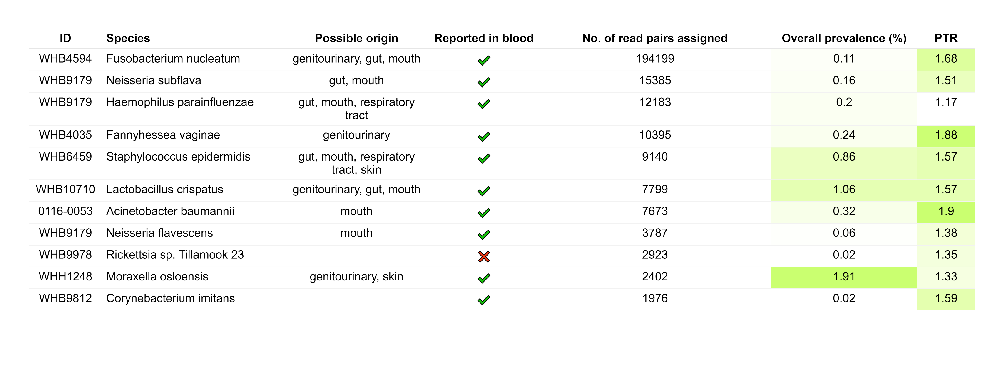 ID Species Possible origin Reported in blood No. of read pairs assigned Overall prevalence (%) PTR
WHB4594 Fusobacterium nucleatum genitourinary, gut, mouth 194199 0.11 1.68
WHB9179 Neisseria subflava gut, mouth 15385 0.16 1.51
WHB9179 Haemophilus parainfluenzae gut, mouth, respiratory 12183 0.2 1.17
tract
WHB4035 Fannyhessea vaginae genitourinary 10395 0.24 1.88
WHB6459 Staphylococcus epidermidis gut, mouth, respiratory 9140 0.86 1.57
tract, skin
WHB10710 Lactobacillus crispatus genitourinary, gut, mouth 7799 1.06 1.57
0116-0053 Acinetobacter baumannii mouth 7673 0.32 1.9
WHB9179 Neisseria flavescens mouth 3787 0.06 1.38
WHB9978 Rickettsia sp. Tillamook 23 2923 0.02 1.35
WHH1248 Moraxella osloensis genitourinary, skin 2402 1.91 1.33
WHB9812 Corynebacterium imitans 1976 0.02 1.59